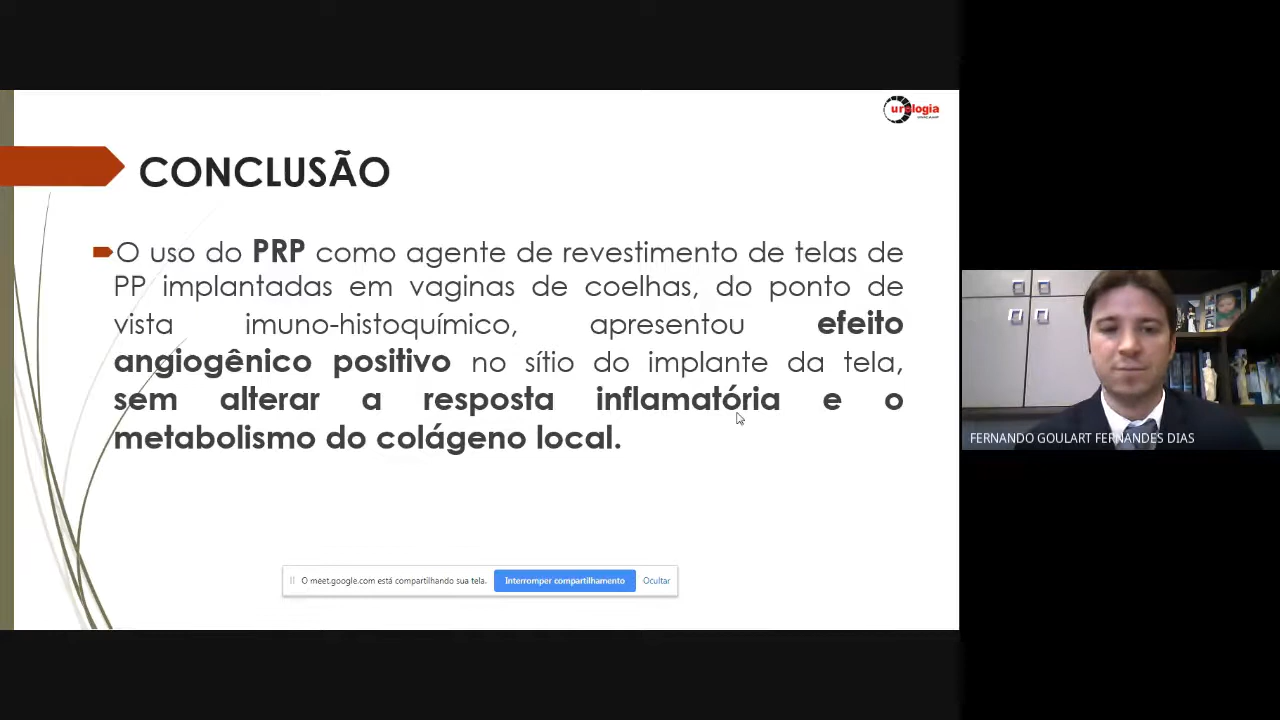 urologia
CONCLUSÃO
O uso do PRP como agente de revestimento de telas de
PP implantadas em vaginas de coelhas, do ponto de
vista imuno-histoquímico, apresentou efeito
angiogênico positivo no sítio do implante da tela,
sem alterar a resposta inflamatória e o
metabolismo do colágeno local.
FERNANDO GOULART FERNANDES DIAS
O meet.google.com está compartilhando sua tela. Interromper compartilhamento Ocultar